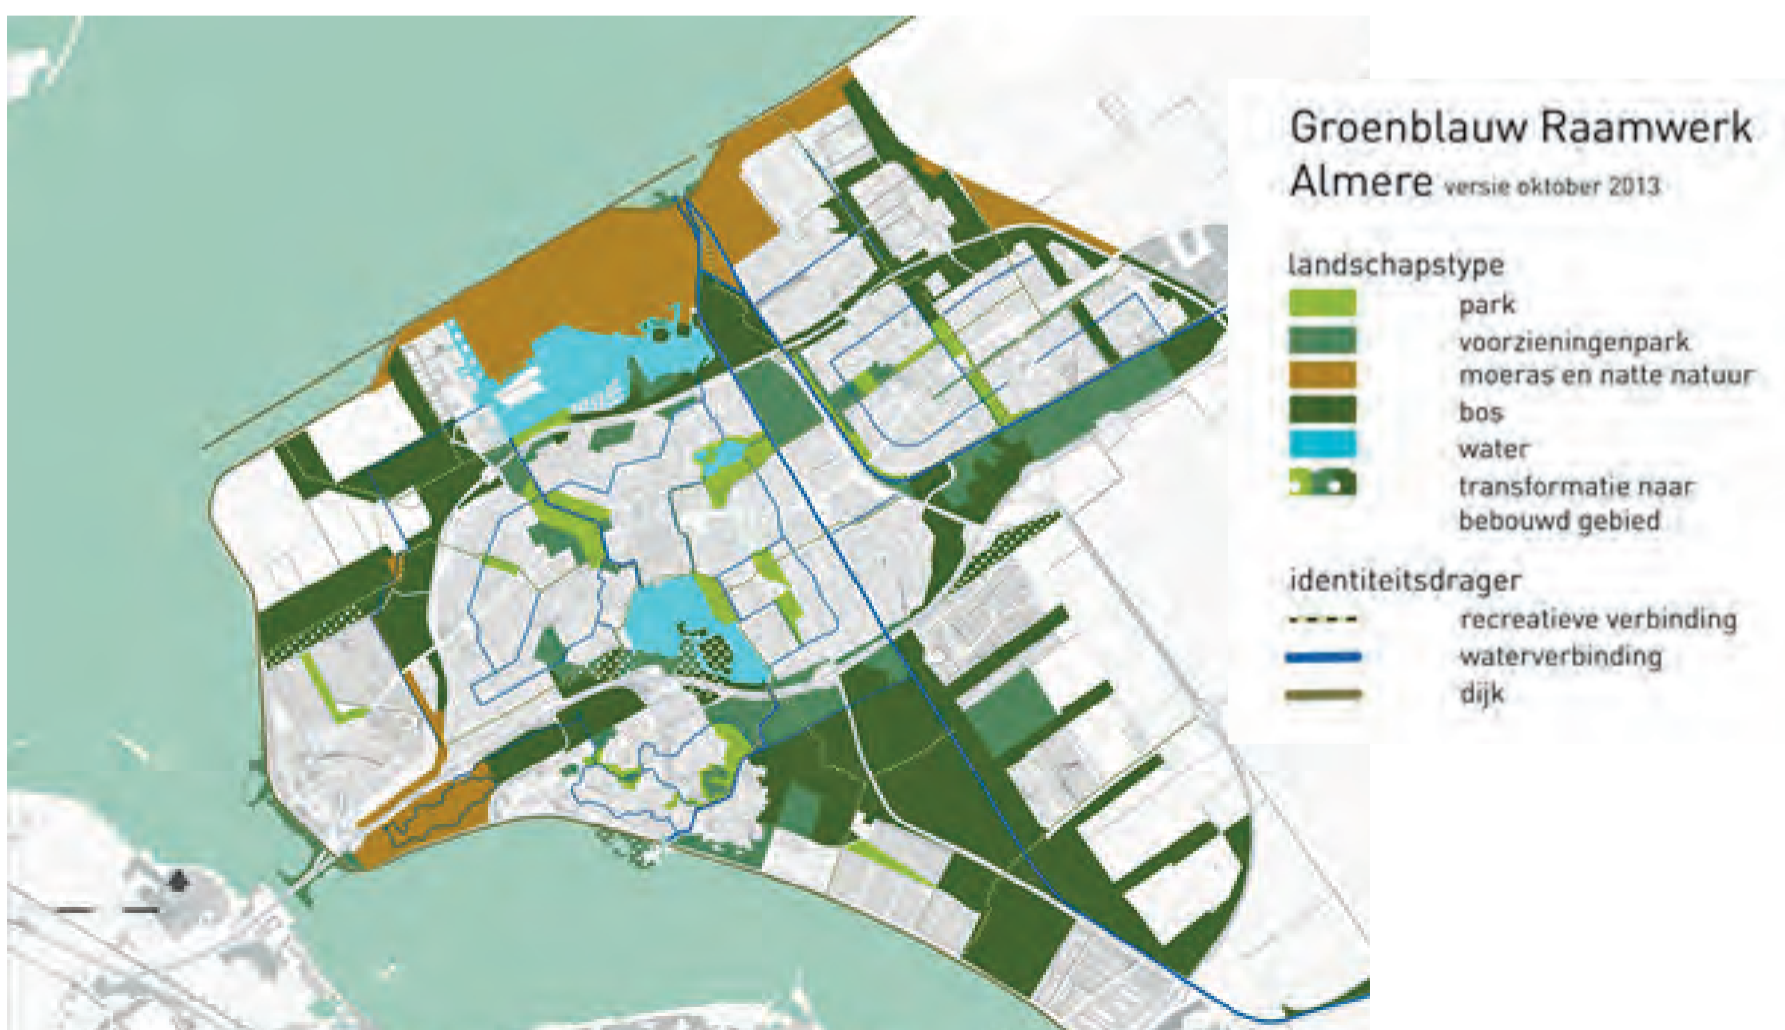 Groenblauw Raamwerk
Almere versie oktober 2013
landschapstype
park
voorzieningenpark
moeras en natte natuur
bos
water
transformatie naar
bebouwd gebied
identiteitsdrager
recreatieve verbinding
waterverbinding
dijk